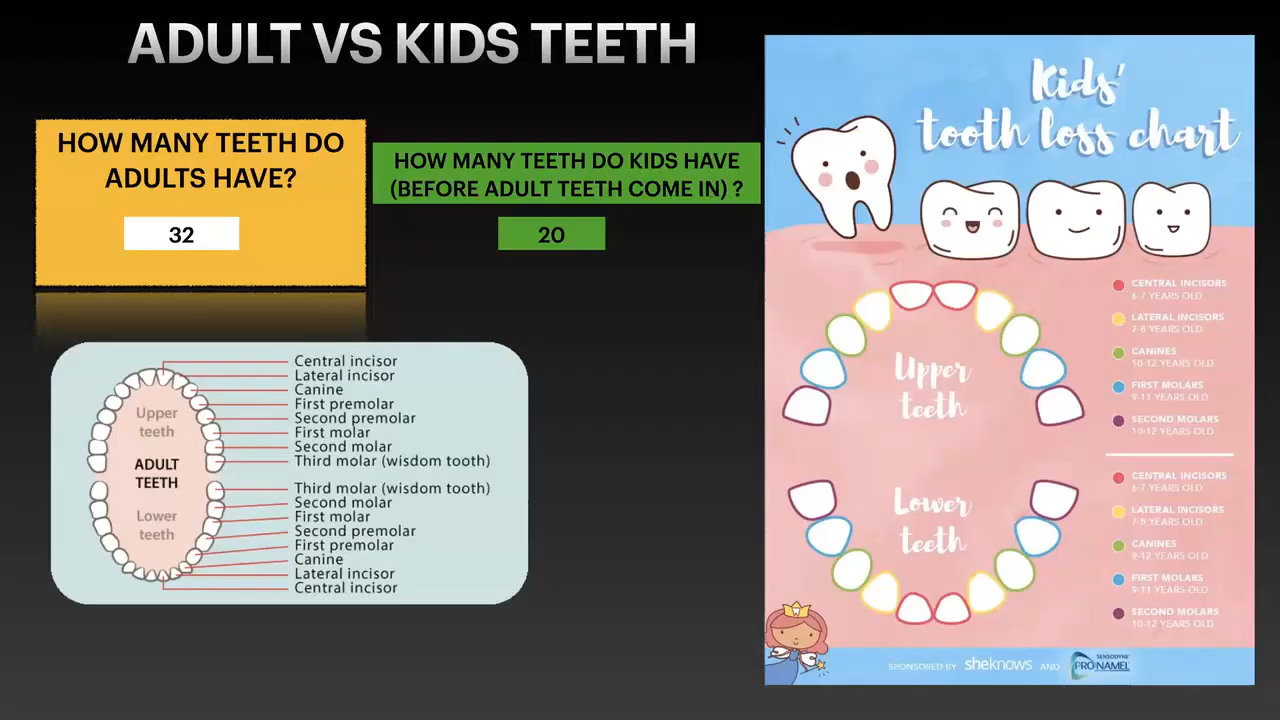 ADULT VS KIDS TEETH
HOW MANY TEETH DO
ADULTS HAVE?
32
HOW MANY TEETH DO KIDS HAVE
(BEFORE ADULT TEETH COME IN) ?
20
Central incisor
Lateral incisor
Canine
First premolar
Second premolar
First molar
Second molar
Third molar (wisdom tooth)
Third molar (wisdom tooth)
Second molar
First molar
Second premolar
First premolar
Canine
Lateral incisor
Central incisor
Upper
teeth
ADULT
TEETH
Lower
teeth
Kids'
tooth loss chart
Upper
teeth
CENTRAL INCISORS
6-7 YEARS OLD
LATERAL INCISORS
7-8 YEARS OLD
CANINES
10-12 YEARS OLD
FIRST MOLARS
9-11 YEARS OLD
SECOND MOLARS
10-12 YEARS OLD
Lower
teeth
CENTRAL INCISORS
6-7 YEARS OLD
LATERAL INCISORS
7-8 YEARS OLD
CANINES
9-12 YEARS OLD
FIRST MOLARS
9-11 YEARS OLD
SECOND MOLARS
10-12 YEARS OLD
SPONSORED BY sheknows AND SENSODYNE PRONAMEL